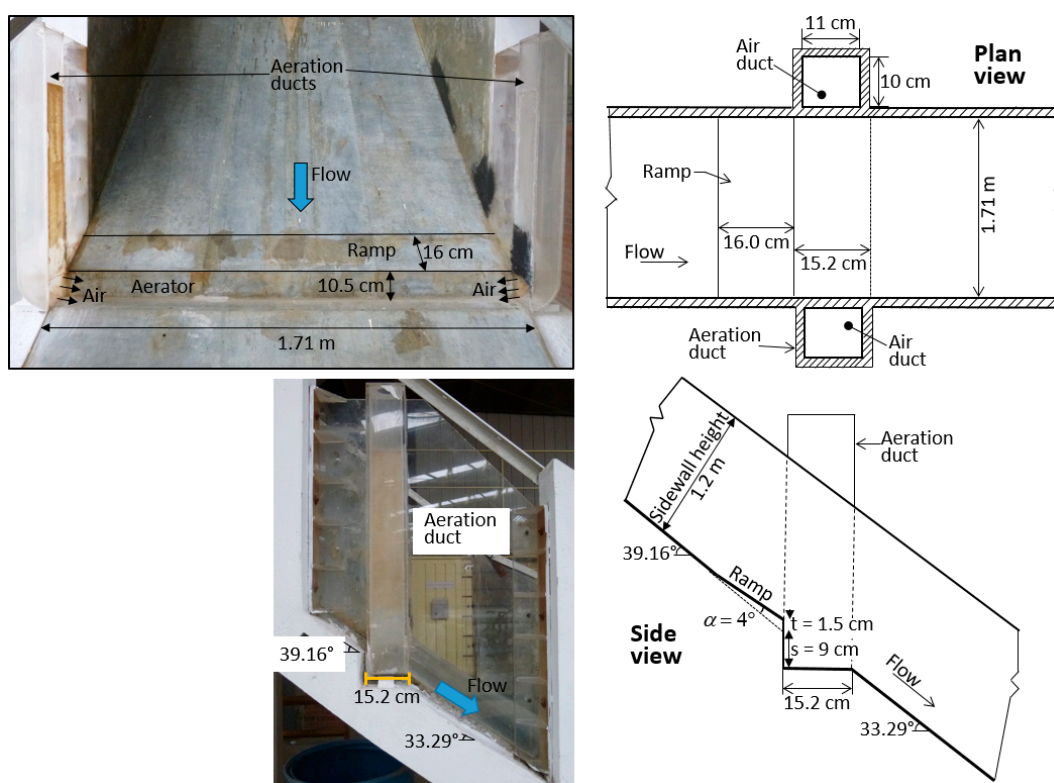 Aeration
ducts
Flow
Ramp
16 cm
Air
Aerator
10.5 cm
Air
1.71 m
11 cm
Air
duct
Plan
view
10 cm
Ramp
16.0 cm
15.2 cm
1.71 m
Flow
Aeration
duct
Air
duct
Aeration
duct
39.16°
15.2 cm
Flow
33.29°
Sidewall height
1.2 m
Aeration
duct
39.16°
Ramp
α = 4°
t = 1.5 cm
s = 9 cm
Side
view
Flow
15.2 cm
33.29°